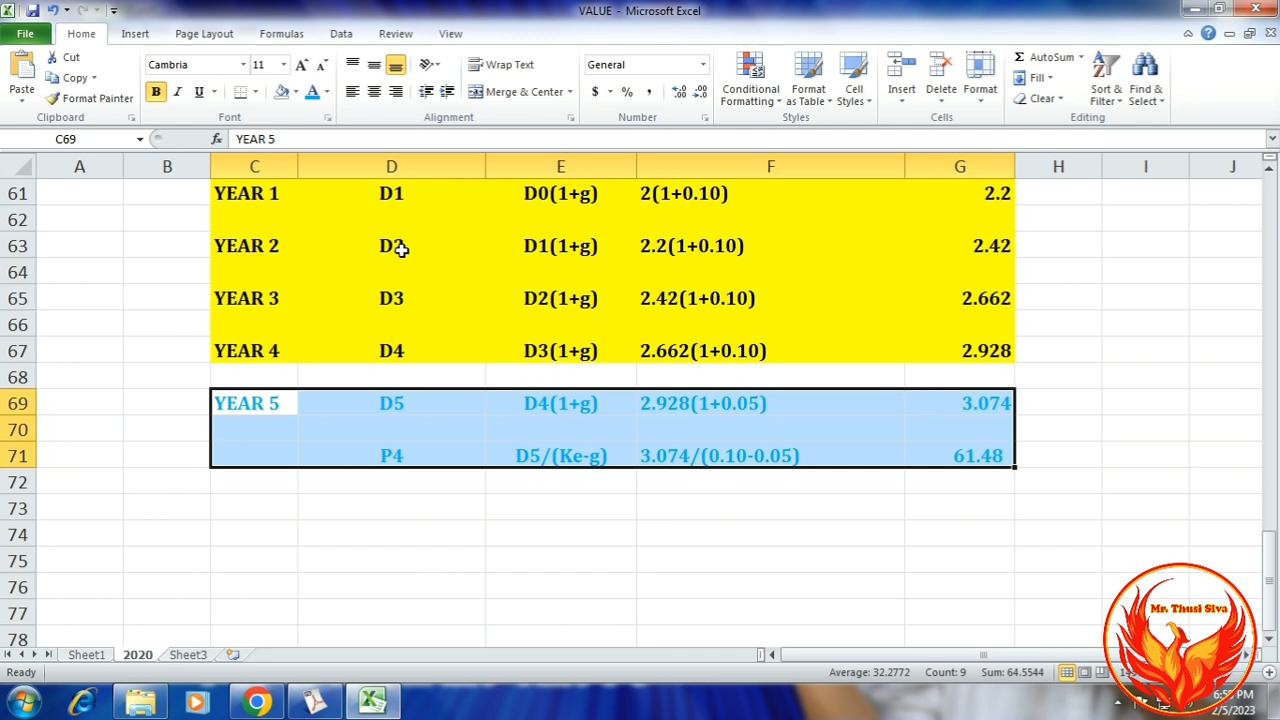 VALUE - Microsoft Excel
File Home Insert Page Layout Formulas Data Review View
Paste Cut Copy Format Painter
Clipboard
Cambria 11
B I U A
Font
Wrap Text
Merge & Center
Alignment
General
$ % ,
Number
Conditional Formatting Format as Table Cell Styles
Styles
Insert Delete Format
Cells
Σ AutoSum
Fill
Clear
Sort & Filter Find & Select
Editing
C69 fx YEAR 5
A B C D E F G H I J
61 YEAR 1 D1 D0(1+g) 2(1+0.10) 2.2
62
63 YEAR 2 D2 D1(1+g) 2.2(1+0.10) 2.42
64
65 YEAR 3 D3 D2(1+g) 2.42(1+0.10) 2.662
66
67 YEAR 4 D4 D3(1+g) 2.662(1+0.10) 2.928
68
69 YEAR 5 D5 D4(1+g) 2.928(1+0.05) 3.074
70
71 P4 D5/(Ke-g) 3.074/(0.10-0.05) 61.48
72
73
74
75
76
77
78
Mr. Thusi Siva
Sheet1 2020 Sheet3
Ready Average: 32.2772 Count: 9 Sum: 64.5544
2/5/2023